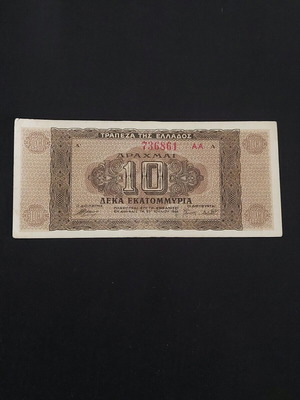 ΤΡΑΠΕΖΑ ΤΗΣ ΕΛΛΑΔΟΣ
Α 736861 ΑΑ Α
ΔΡΑΧΜΑΙ
10
ΔΕΚΑ ΕΚΑΤΟΜΜΥΡΙΑ